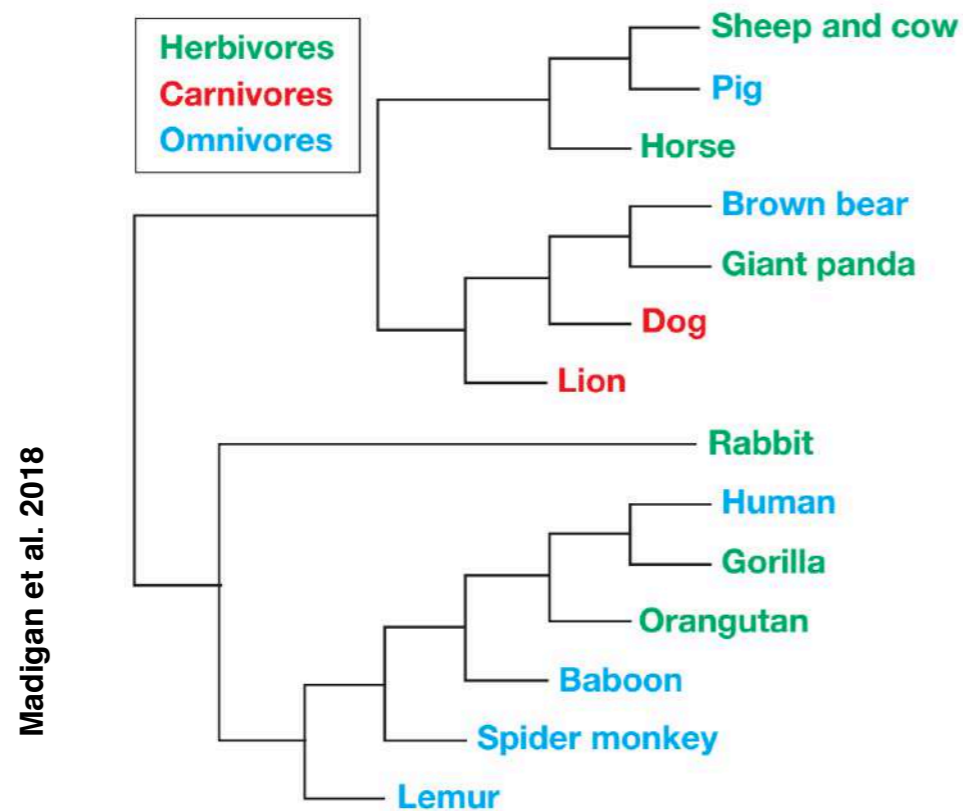 Herbivores
Carnivores
Omnivores
Sheep and cow
Pig
Horse
Brown bear
Giant panda
Dog
Lion
Rabbit
Human
Gorilla
Orangutan
Baboon
Spider monkey
Lemur
Madigan et al. 2018